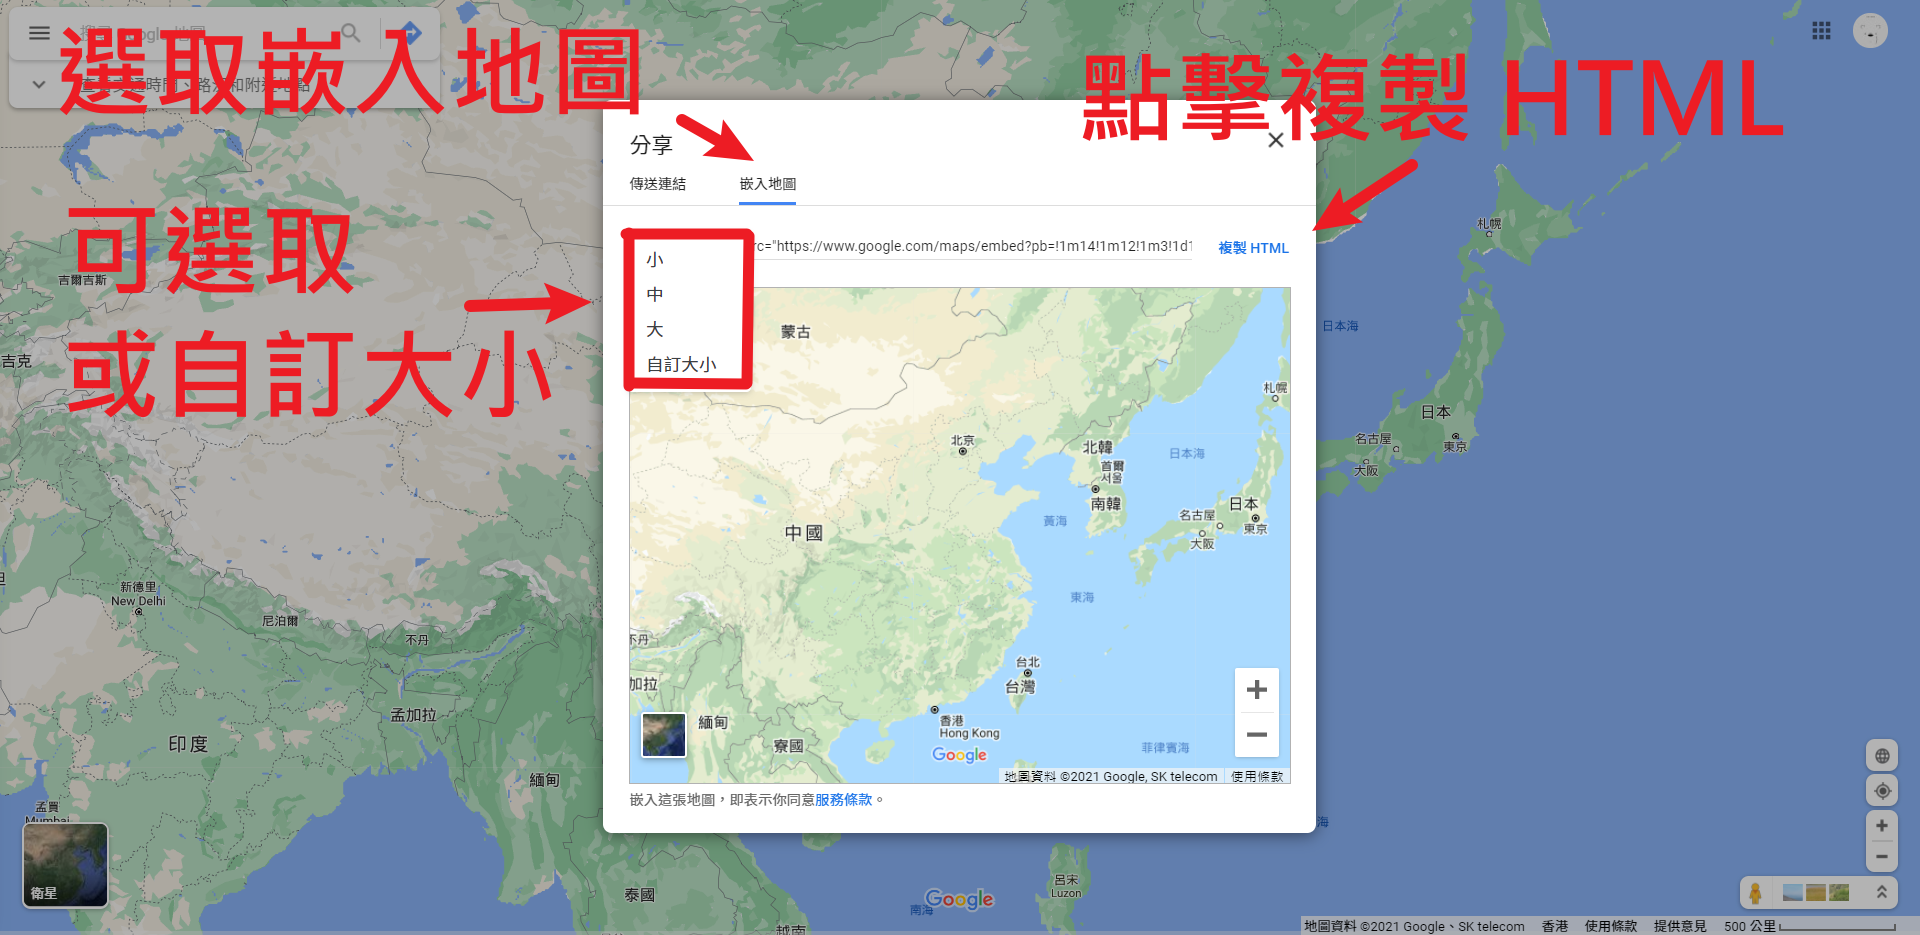 選取嵌入地圖
點擊複製 HTML
可選取
或自訂大小
分享
傳送連結
嵌入地圖
rc="https://www.google.com/maps/embed?pb=!1m14!1m12!1m3!1d1
複製 HTML
小
中
大
自訂大小
蒙古
札幌
北京
北韓
日本海
首爾
서울
南韓
日本
名古屋
東京
大阪
黃海
中國
東海
不丹
加拉
台北
台灣
緬甸
寮國
香港
Hong Kong
菲律賓海
Google
地圖資料 ©2021 Google, SK telecom
使用條款
嵌入這張地圖,即表示你同意服務條款。
吉爾吉斯
吉克
札幌
日本海
日本
名古屋
東京
大阪
新德里
New Delhi
尼泊爾
不丹
孟加拉
印度
緬甸
孟買
Mumbai
衛星
泰國
越南
南海
Google
呂宋
Luzon
海
地圖資料 ©2021 Google、SK telecom
香港
使用條款
提供意見
500 公里